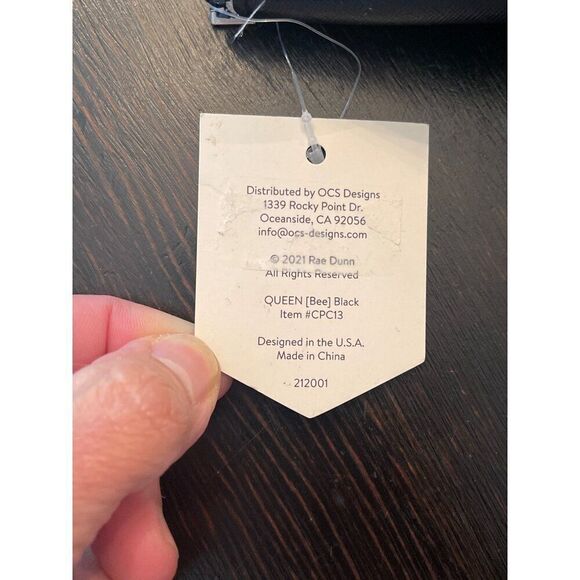 Distributed by OCS Designs
1339 Rocky Point Dr.
Oceanside, CA 92056
info@ocs-designs.com
© 2021 Rae Dunn
All Rights Reserved
QUEEN [Bee] Black
Item #CPC13
Designed in the U.S.A.
Made in China
212001